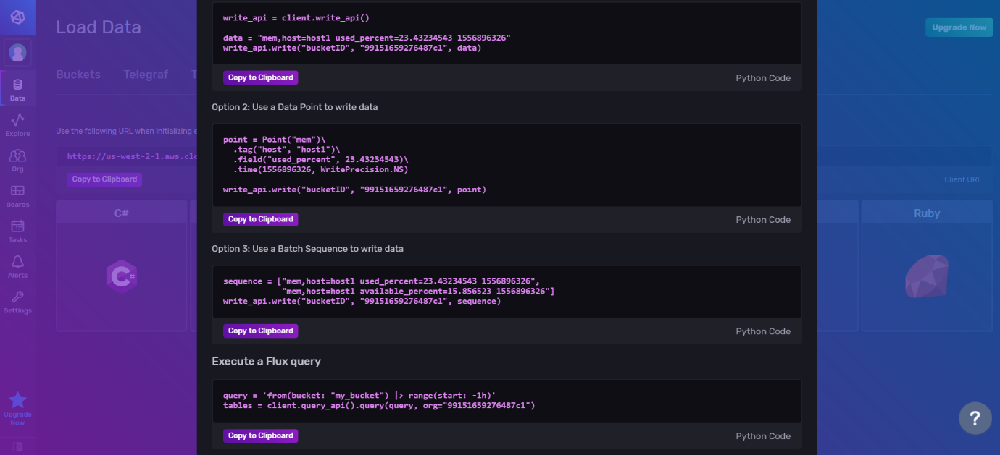 Load Data
Upgrade Now
Buckets Telegraf T
Data
Explore
Org
Boards
Tasks
Alerts
Settings
Upgrade
Now
Use the following URL when initializing e
https://us-west-2-1.aws.clo
Copy to Clipboard
Client URL
C#
C#
Ruby
write_api = client.write_api()
data = "mem,host=host1 used_percent=23.43234543 1556896326"
write_api.write("bucketID", "99151659276487c1", data)
Copy to Clipboard
Python Code
Option 2: Use a Data Point to write data
point = Point("mem")\
.tag("host", "host1")\
.field("used_percent", 23.43234543)\
.time(1556896326, WritePrecision.NS)
write_api.write("bucketID", "99151659276487c1", point)
Copy to Clipboard
Python Code
Option 3: Use a Batch Sequence to write data
sequence = ["mem,host=host1 used_percent=23.43234543 1556896326",
"mem,host=host1 available_percent=15.856523 1556896326"]
write_api.write("bucketID", "99151659276487c1", sequence)
Copy to Clipboard
Python Code
Execute a Flux query
query = 'from(bucket: "my_bucket") |> range(start: -1h)'
tables = client.query_api().query(query, org="99151659276487c1")
Copy to Clipboard
Python Code
?